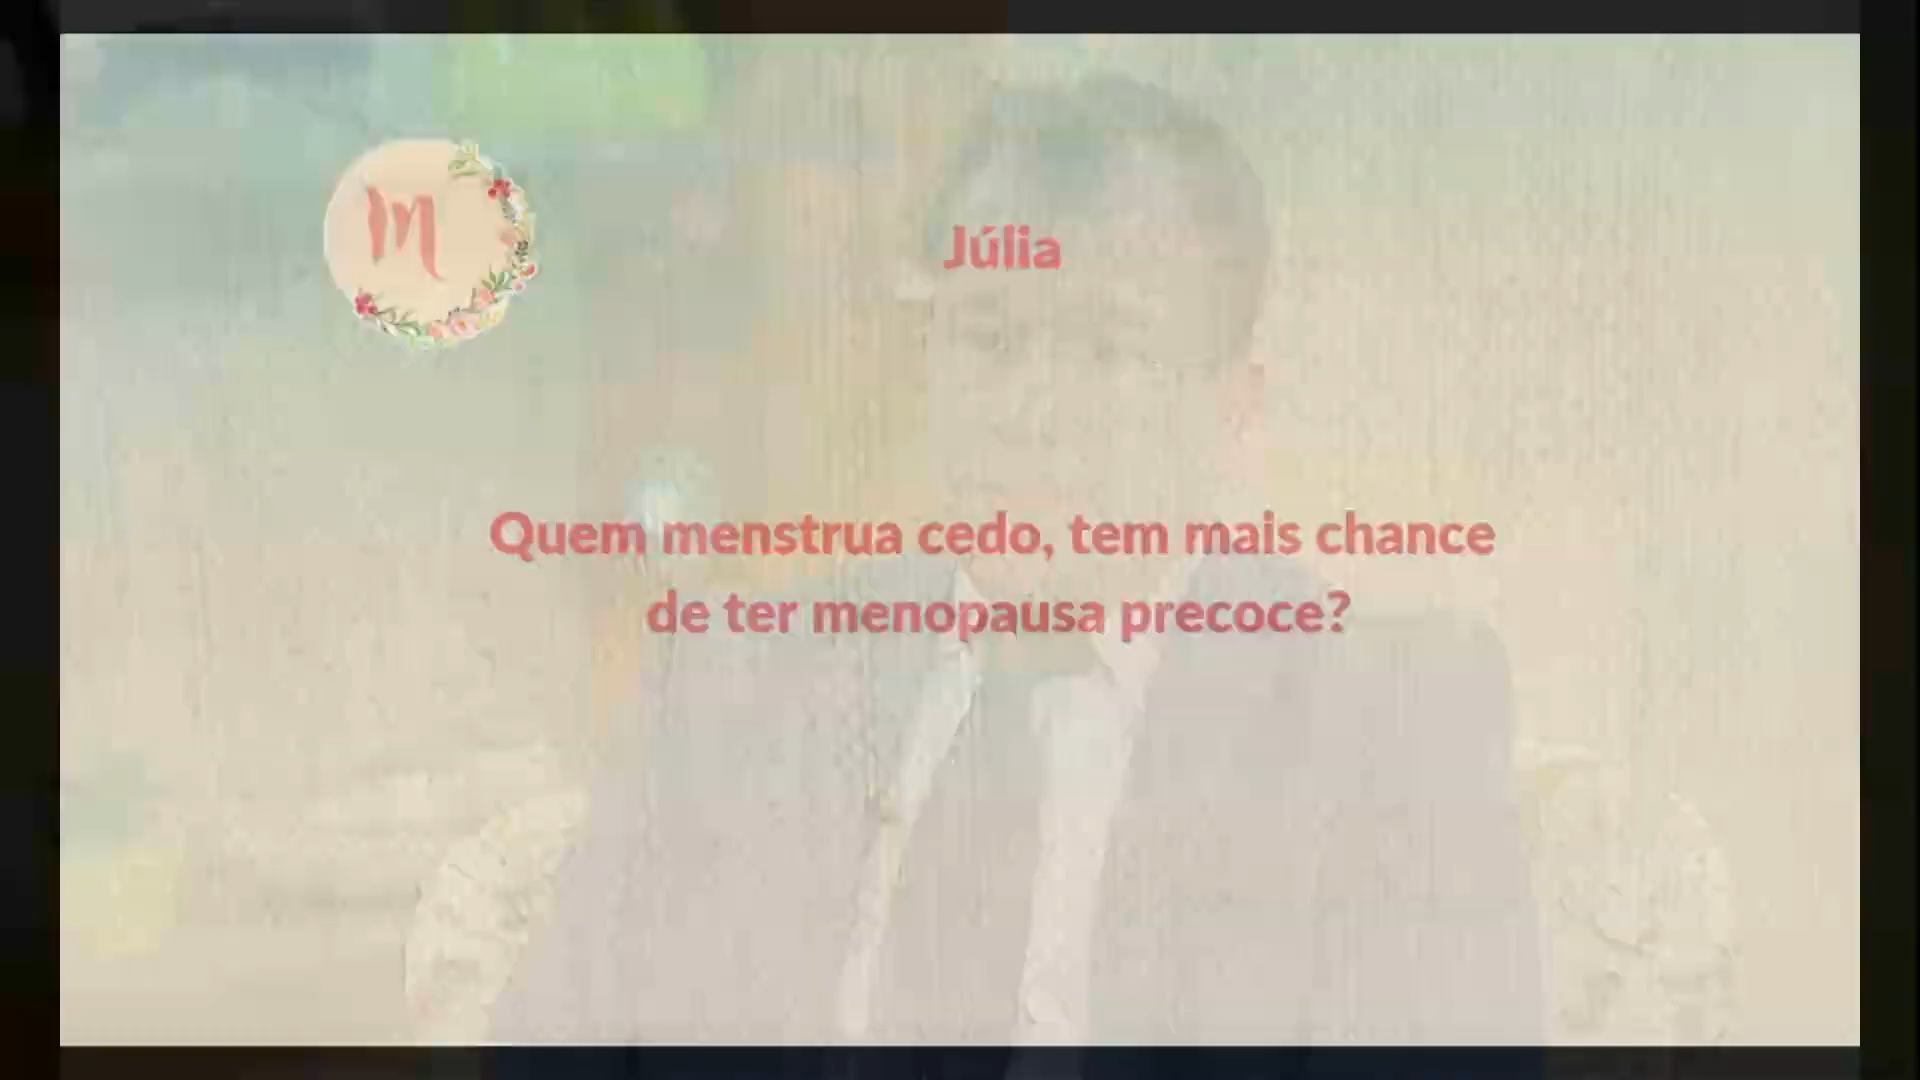 M
Júlia
Quem menstrua cedo, tem mais chance
de ter menopausa precoce?